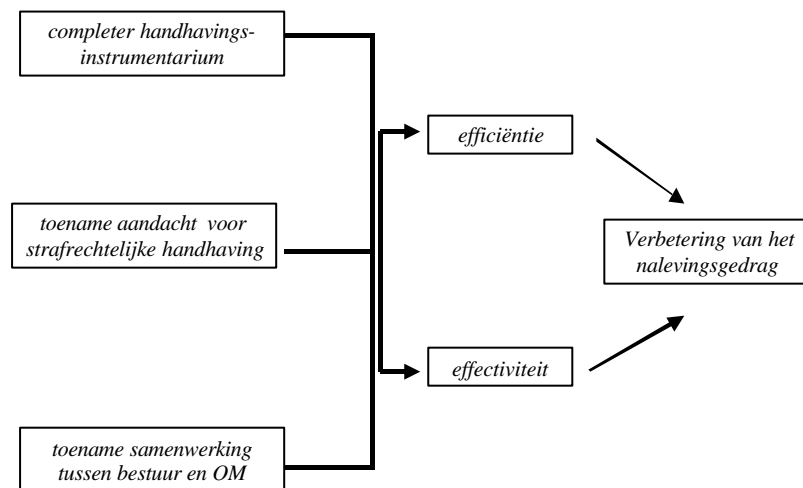 completer handhavings-
instrumentarium
efficiëntie
toename aandacht voor
strafrechtelijke handhaving
Verbetering van het
nalevingsgedrag
effectiviteit
toename samenwerking
tussen bestuur en OM